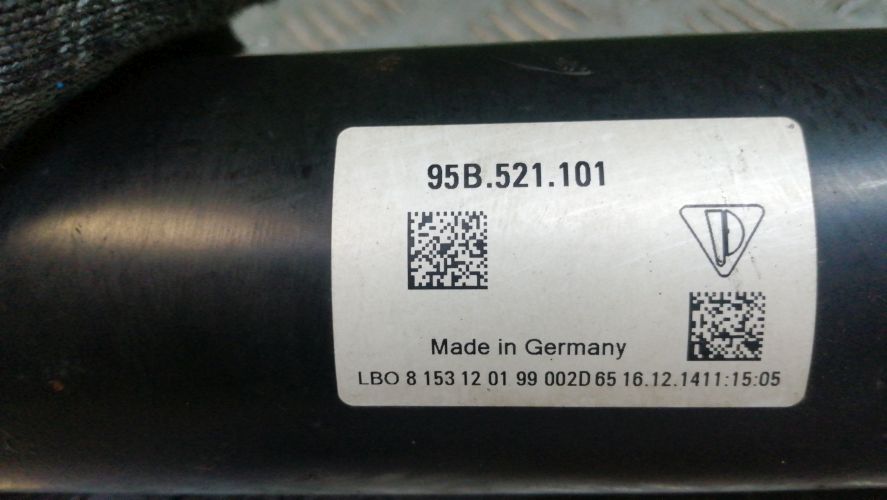 95B.521.101
Made in Germany
LBO 8 153 12 01 99 002D 65 16.12.1411:15:05